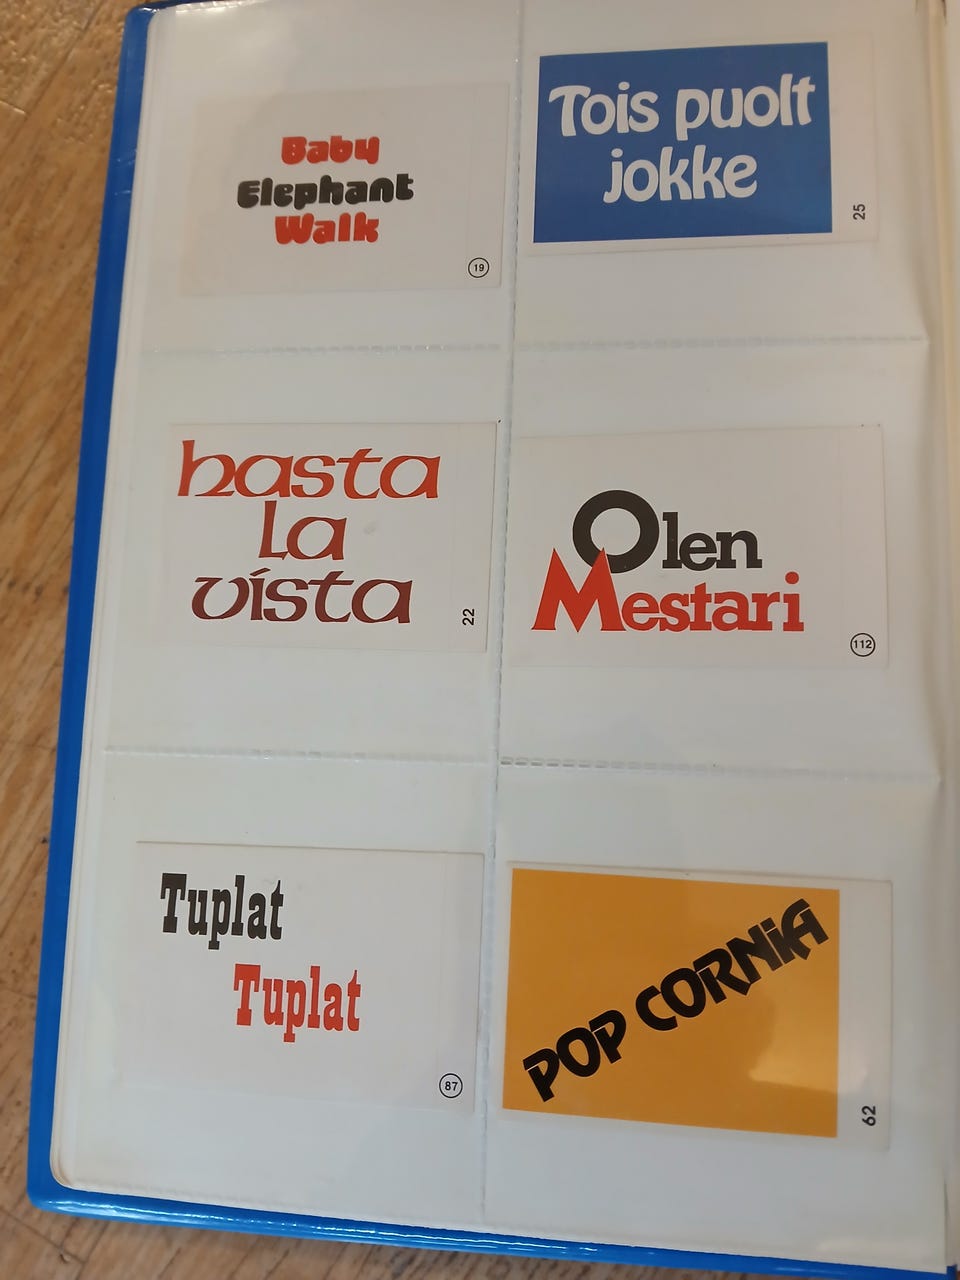 Baby
Elephant
Walk
19
Tois puolt
jokke
25
hasta
La
vista
22
Olen
Mestari
112
Tuplat
Tuplat
87
POP CORNiA
62